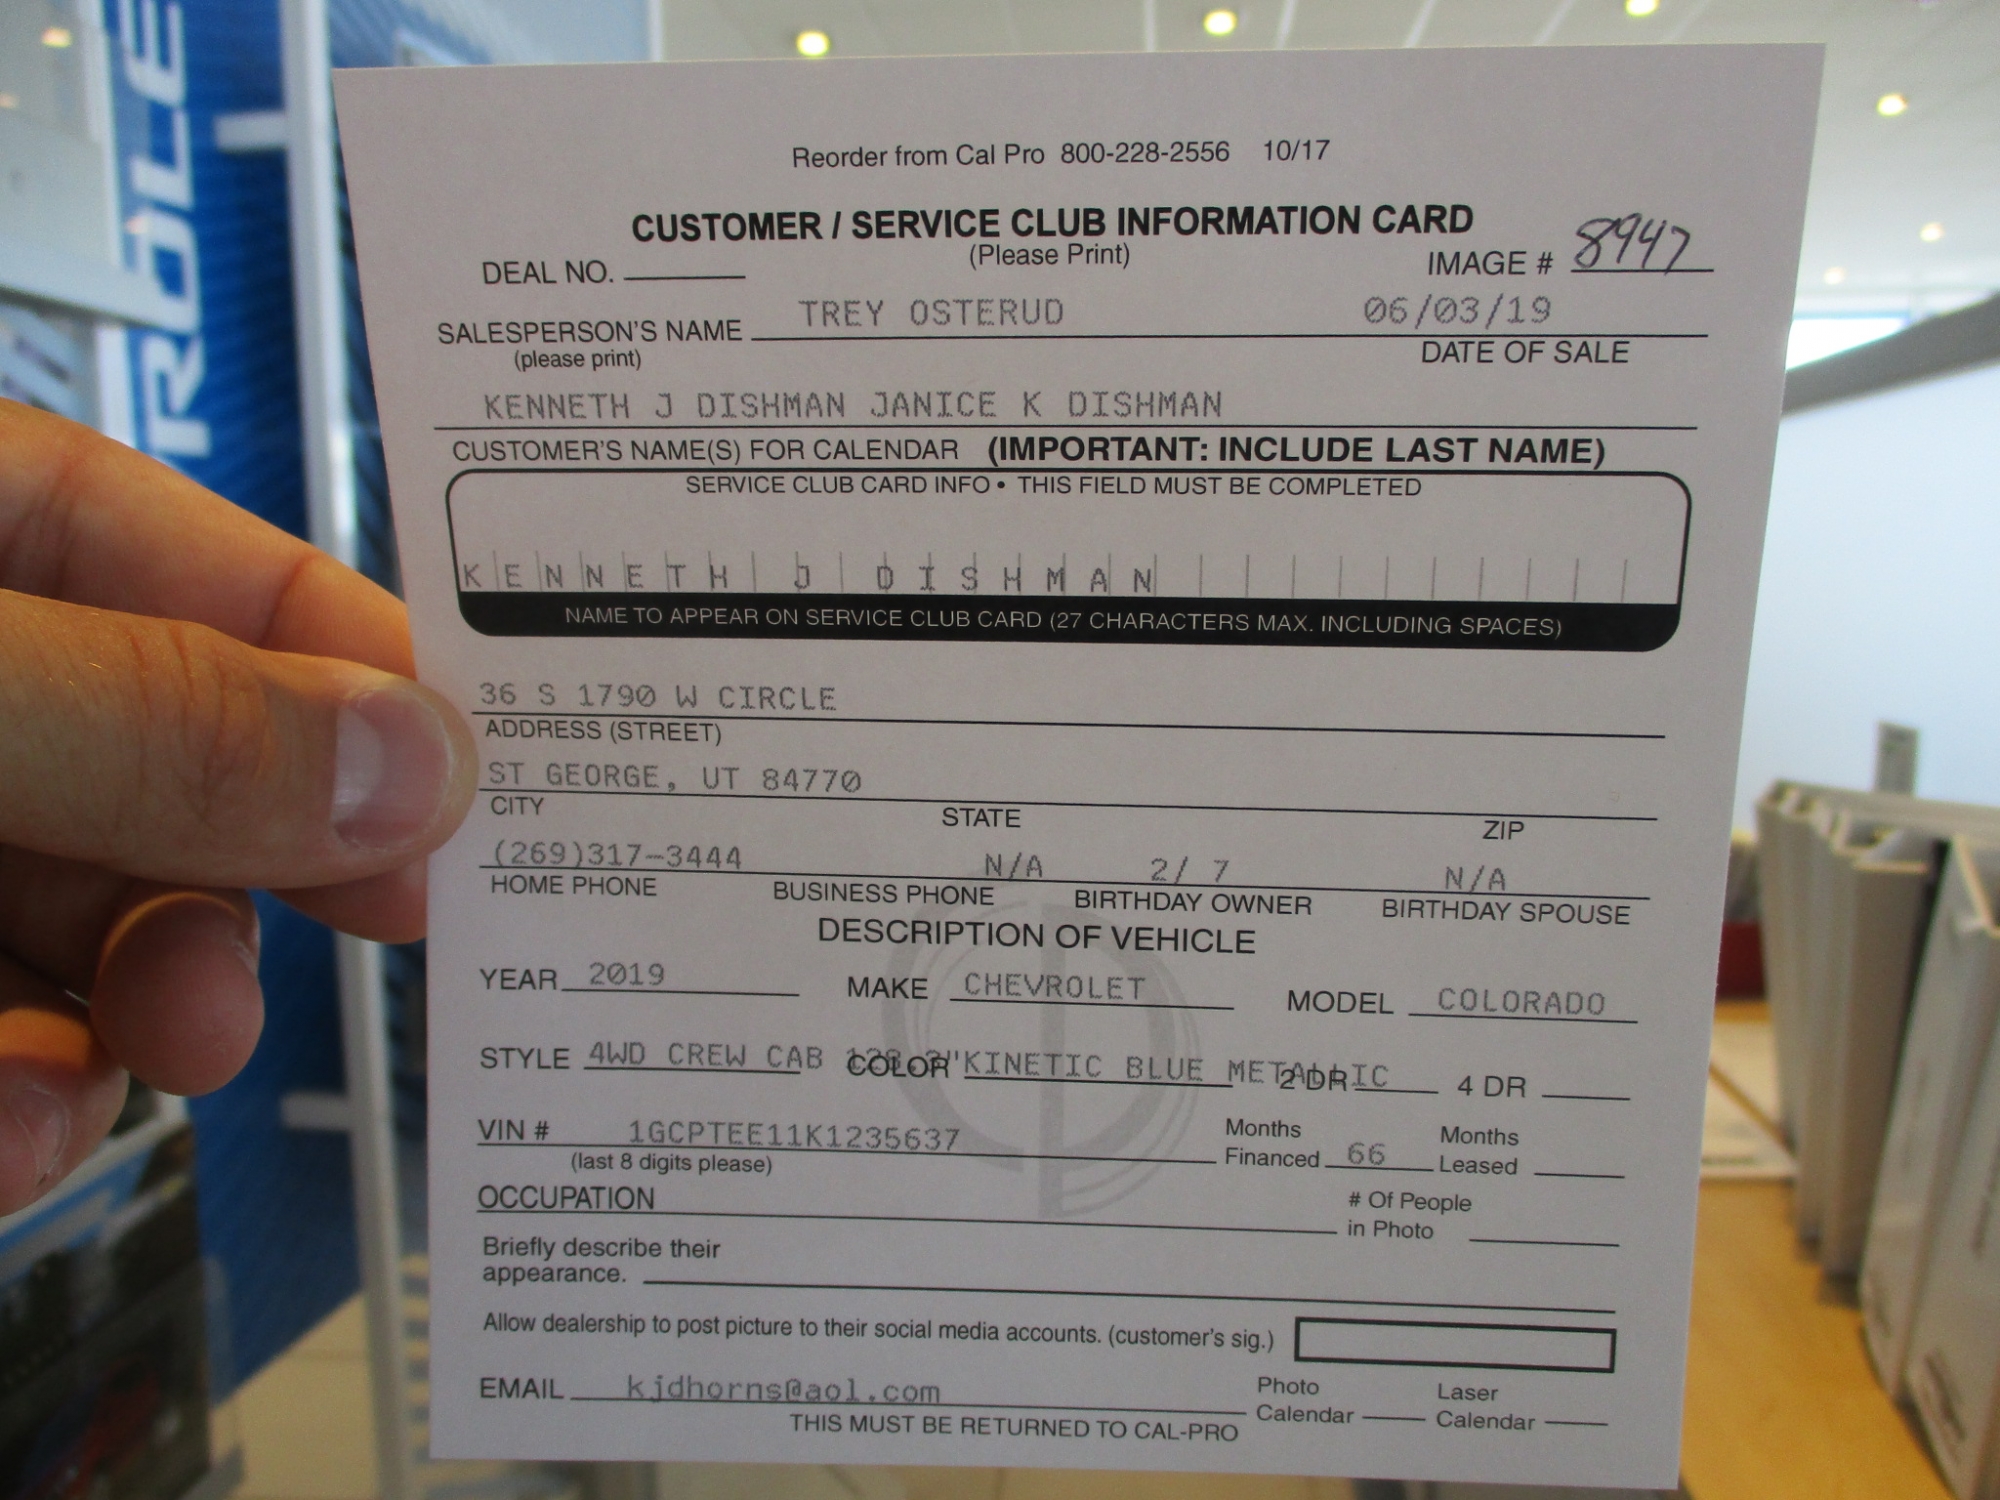 TROLE
Reorder from Cal Pro 800-228-2556 10/17
CUSTOMER / SERVICE CLUB INFORMATION CARD
(Please Print)
DEAL NO. IMAGE # 8947
SALESPERSON'S NAME TREY OSTERUD 06/03/19
(please print) DATE OF SALE
KENNETH J DISHMAN JANICE K DISHMAN
CUSTOMER'S NAME(S) FOR CALENDAR (IMPORTANT: INCLUDE LAST NAME)
SERVICE CLUB CARD INFO • THIS FIELD MUST BE COMPLETED
KENNETH J DISHMAN
NAME TO APPEAR ON SERVICE CLUB CARD (27 CHARACTERS MAX. INCLUDING SPACES)
36 S 1790 W CIRCLE
ADDRESS (STREET)
ST GEORGE, UT 84770
CITY STATE ZIP
(269)317-3444 N/A 2/ 7 N/A
HOME PHONE BUSINESS PHONE BIRTHDAY OWNER BIRTHDAY SPOUSE
DESCRIPTION OF VEHICLE
YEAR 2019 MAKE CHEVROLET MODEL COLORADO
STYLE 4WD CREW CAB COLOR KINETIC BLUE METALLIC 2 DR 4 DR
VIN # 1GCPTEE11K1235637 Months Financed 66 Months Leased
(last 8 digits please)
OCCUPATION # Of People in Photo
Briefly describe their
appearance.
Allow dealership to post picture to their social media accounts. (customer's sig.)
EMAIL kjdhorns@aol.com Photo Calendar Laser Calendar
THIS MUST BE RETURNED TO CAL-PRO